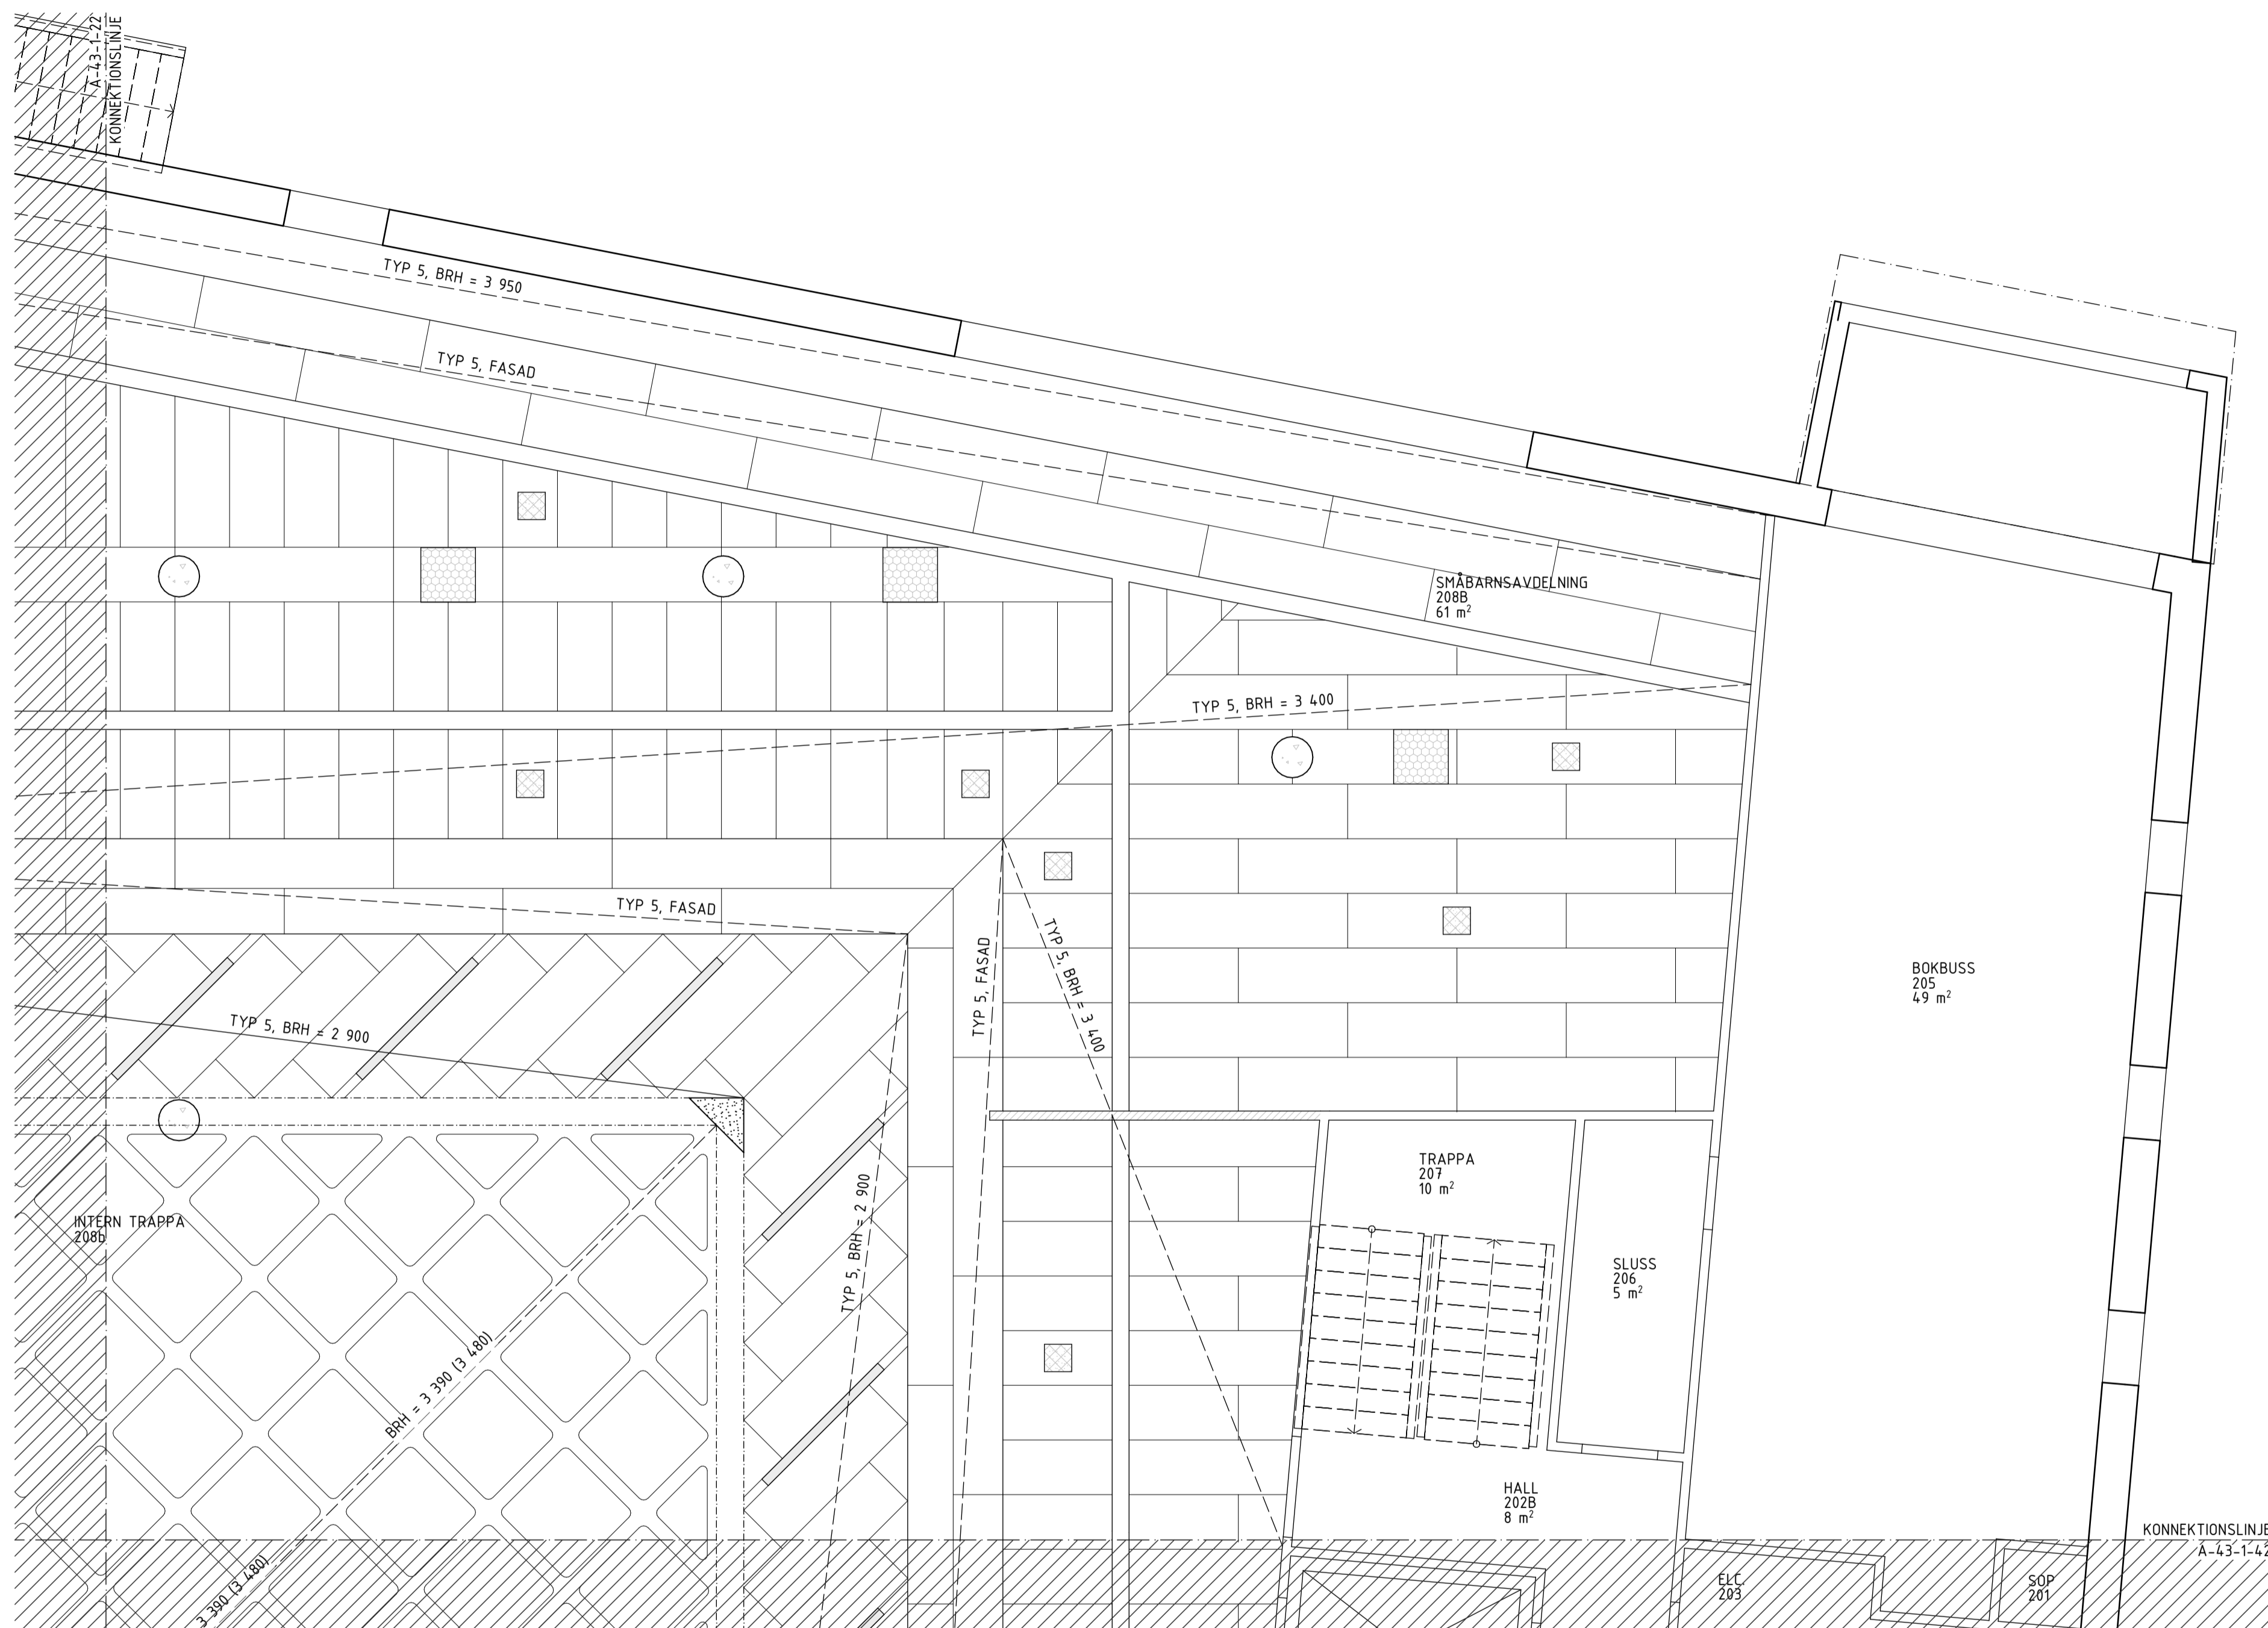 A-43-1-22
KONNEKTIONSLINJE
TYP 5, BRH = 3 950
TYP 5, FASAD
SMÅBARNSAVDELNING
208B
61 m²
TYP 5, BRH = 3 400
TYP 5, FASAD
TYP 5, FASAD
TYP 5, BRH = 3 400
BOKBUSS
205
49 m²
TYP 5, BRH = 2 900
TRAPPA
207
10 m²
TYP 5, BRH = 2 900
INTERN TRAPPA
208b
SLUSS
206
5 m²
BRH = 3 390 (3 480)
HALL
202B
8 m²
KONNEKTIONSLINJE
A-43-1-42
3 390 (3 480)
ELC.
203
SOP
201